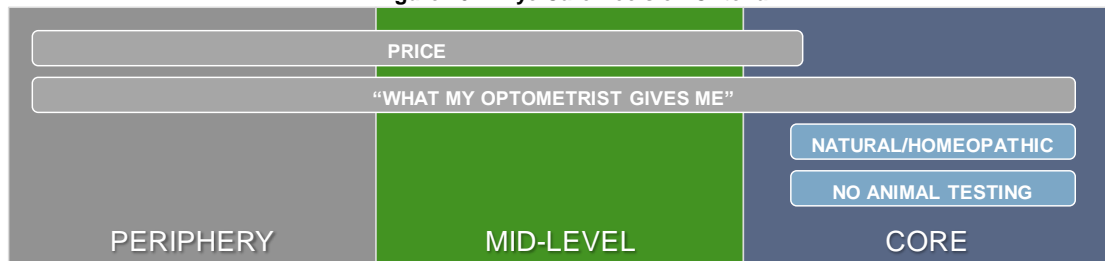 PRICE
“WHAT MY OPTOMETRIST GIVES ME”
NATURAL/HOMEOPATHIC
NO ANIMAL TESTING
PERIPHERY
MID-LEVEL
CORE